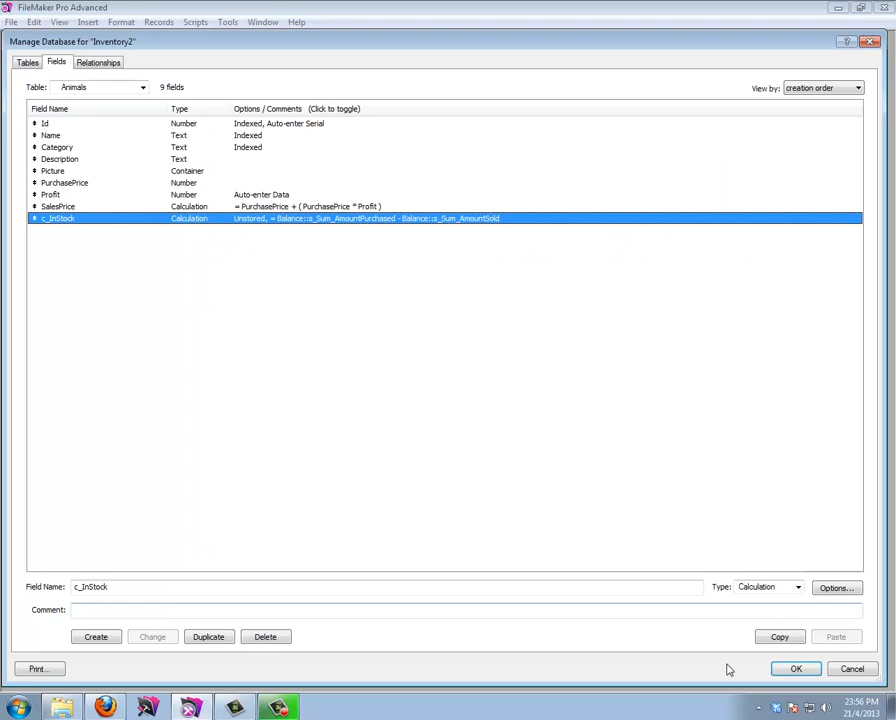 FileMaker Pro Advanced
File Edit View Insert Format Records Scripts Tools Window Help
Manage Database for "Inventory2"
Tables Fields Relationships
Table: Animals 9 fields View by: creation order
Field Name Type Options / Comments (Click to toggle)
Id Number Indexed, Auto-enter Serial
Name Text Indexed
Category Text Indexed
Description Text
Picture Container
PurchasePrice Number
Profit Number Auto-enter Data
SalesPrice Calculation = PurchasePrice + ( PurchasePrice * Profit )
c_InStock Calculation Unstored, = Balance::s_Sum_AmountPurchased - Balance::s_Sum_AmountSold
Field Name: c_InStock Type: Calculation Options...
Comment:
Create Change Duplicate Delete Copy Paste
Print... OK Cancel
23:56 PM
21/4/2013